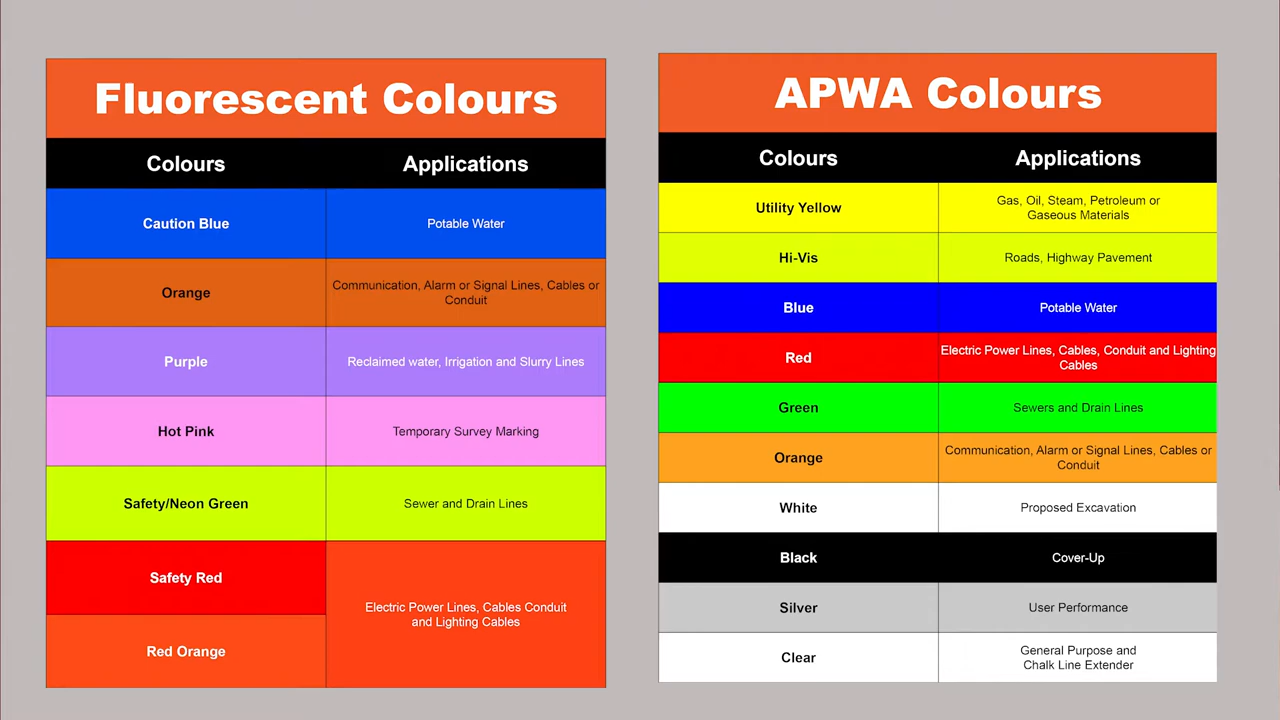 Fluorescent Colours
Colours Applications
Caution Blue Potable Water
Orange Communication, Alarm or Signal Lines, Cables or
Conduit
Purple Reclaimed water, Irrigation and Slurry Lines
Hot Pink Temporary Survey Marking
Safety/Neon Green Sewer and Drain Lines
Safety Red
Electric Power Lines, Cables Conduit
and Lighting Cables
Red Orange
APWA Colours
Colours Applications
Utility Yellow Gas, Oil, Steam, Petroleum or
Gaseous Materials
Hi-Vis Roads, Highway Pavement
Blue Potable Water
Red Electric Power Lines, Cables, Conduit and Lighting
Cables
Green Sewers and Drain Lines
Orange Communication, Alarm or Signal Lines, Cables or
Conduit
White Proposed Excavation
Black Cover-Up
Silver User Performance
Clear General Purpose and
Chalk Line Extender